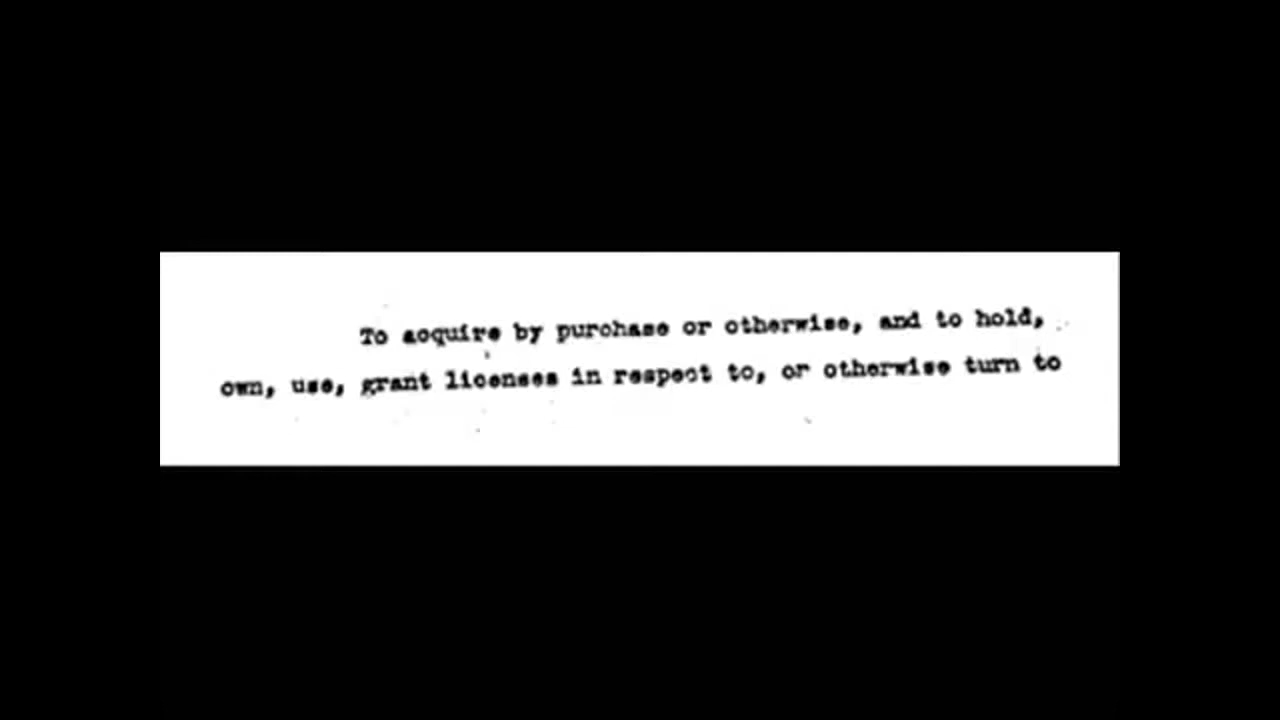 To acquire by purchase or otherwise, and to hold,
own, use, grant licenses in respect to, or otherwise turn to